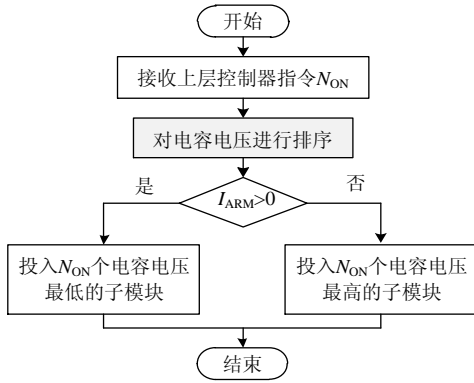 开始
接收上层控制器指令NON
对电容电压进行排序
IARM>0
是
否
投入NON个电容电压
最低的子模块
投入NON个电容电压
最高的子模块
结束